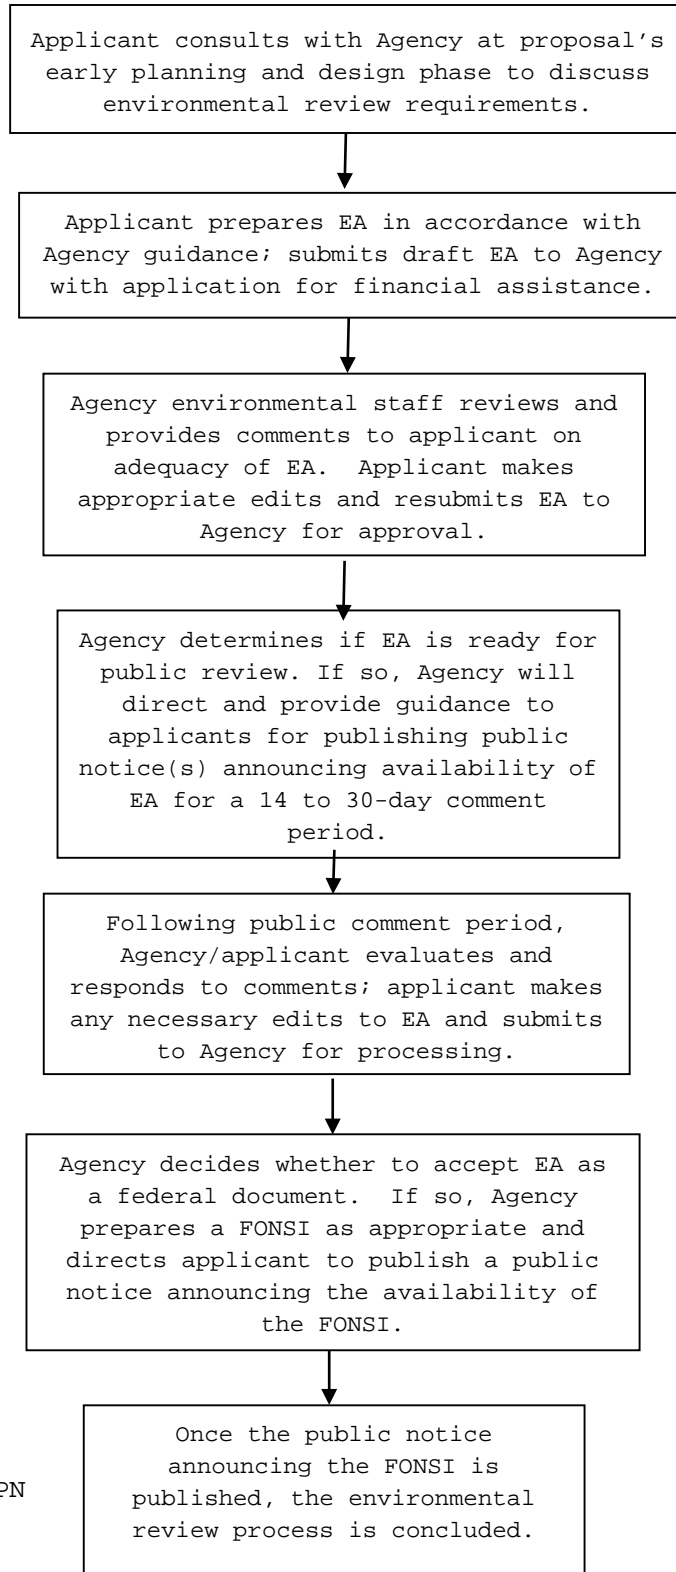 Applicant consults with Agency at proposal's
early planning and design phase to discuss
environmental review requirements.
Applicant prepares EA in accordance with
Agency guidance; submits draft EA to Agency
with application for financial assistance.
Agency environmental staff reviews and
provides comments to applicant on
adequacy of EA.  Applicant makes
appropriate edits and resubmits EA to
Agency for approval.
Agency determines if EA is ready for
public review. If so, Agency will
direct and provide guidance to
applicants for publishing public
notice(s) announcing availability of
EA for a 14 to 30-day comment
period.
Following public comment period,
Agency/applicant evaluates and
responds to comments; applicant makes
any necessary edits to EA and submits
to Agency for processing.
Agency decides whether to accept EA as
a federal document.  If so, Agency
prepares a FONSI as appropriate and
directs applicant to publish a public
notice announcing the availability of
the FONSI.
Once the public notice
announcing the FONSI is
published, the environmental
review process is concluded.
PN